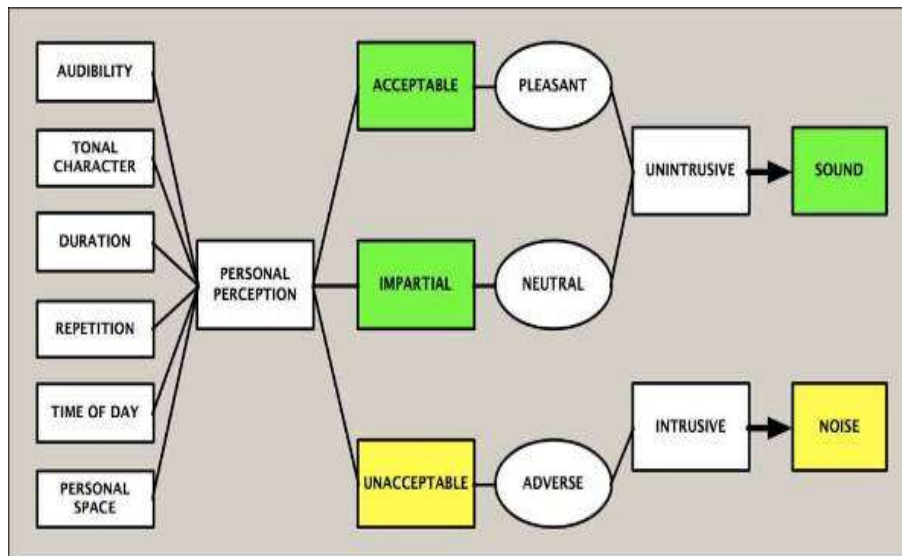 AUDIBILITY
TONAL
CHARACTER
DURATION
REPETITION
TIME OF DAY
PERSONAL
SPACE
PERSONAL
PERCEPTION
ACCEPTABLE
IMPARTIAL
UNACCEPTABLE
PLEASANT
NEUTRAL
ADVERSE
UNINTRUSIVE
INTRUSIVE
SOUND
NOISE